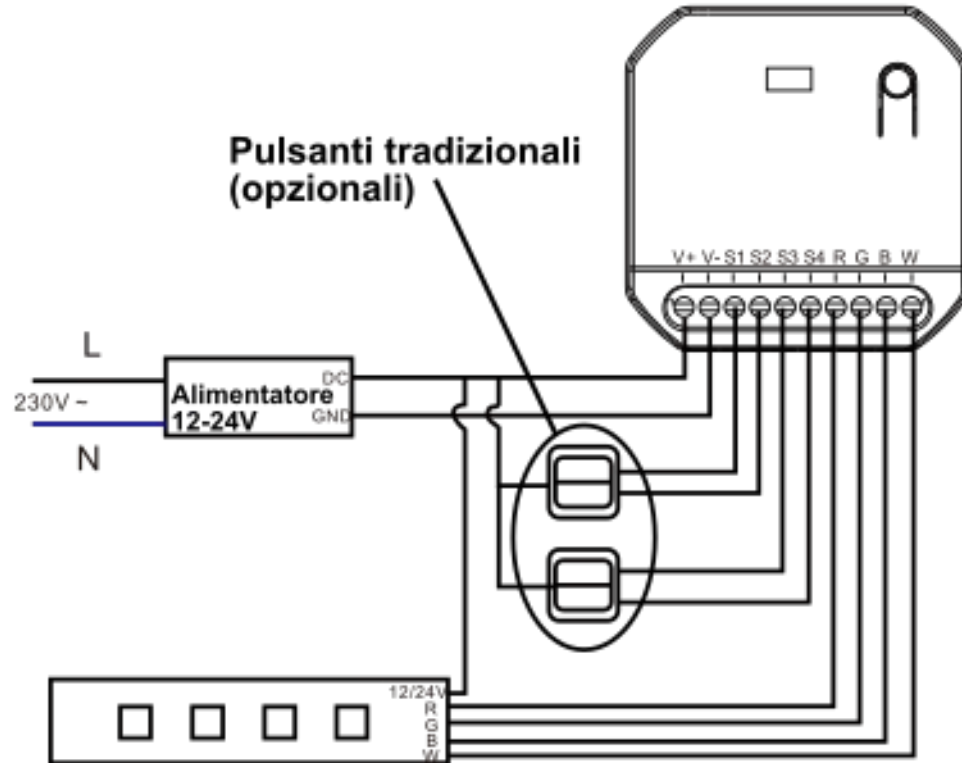 Pulsanti tradizionali
(opzionali)
V+ V- S1 S2 S3 S4 R G B W
L
230V ~
N
Alimentatore
12-24V
DC
GND
12/24V
R
G
B
W